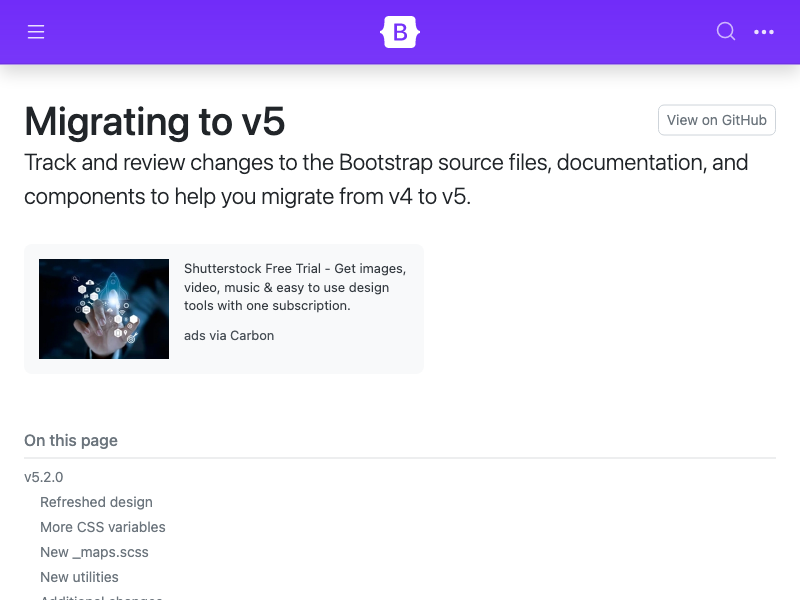 B
Migrating to v5
View on GitHub
Track and review changes to the Bootstrap source files, documentation, and
components to help you migrate from v4 to v5.
Shutterstock Free Trial - Get images,
video, music & easy to use design
tools with one subscription.
ads via Carbon
On this page
v5.2.0
Refreshed design
More CSS variables
New _maps.scss
New utilities
Additional changes